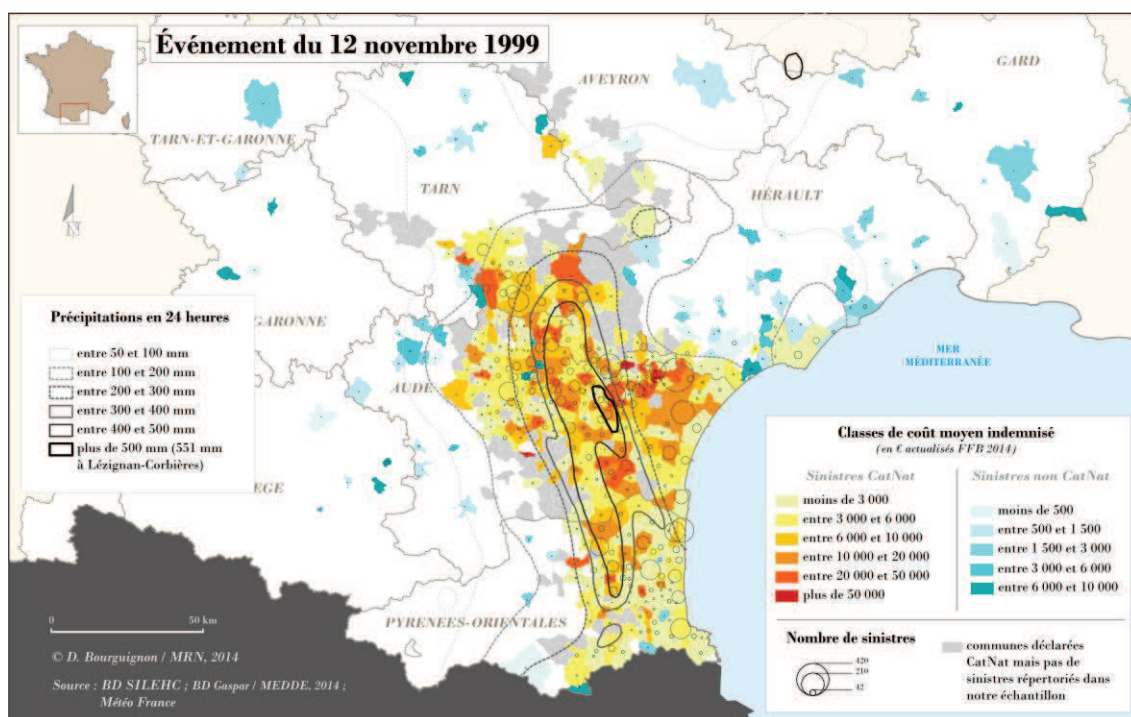 Événement du 12 novembre 1999
AVEYRON
GARD
TARN-ET-GARONNE
TARN
HÉRAULT
N
Précipitations en 24 heures
entre 50 et 100 mm
entre 100 et 200 mm
entre 200 et 300 mm
entre 300 et 400 mm
entre 400 et 500 mm
plus de 500 mm (551 mm
à Lézignan-Corbières)
GARONNE
AUDE
EGE
MER
MÉDITERRANÉE
Classes de coût moyen indemnisé
(en € actualisés FFB 2014)
Sinistres CatNat
moins de 3 000
entre 3 000 et 6 000
entre 6 000 et 10 000
entre 10 000 et 20 000
entre 20 000 et 50 000
plus de 50 000
Sinistres non CatNat
moins de 500
entre 500 et 1 500
entre 1 500 et 3 000
entre 3 000 et 6 000
entre 6 000 et 10 000
Nombre de sinistres
420
210
42
communes déclarées
CatNat mais pas de
sinistres répertoriés dans
notre échantillon
PYRENEES-ORIENTALES
0
50 km
© D. Bourguignon / MRN, 2014
Source : BD SILEHC ; BD Gaspar / MEDDE, 2014 ;
Météo France